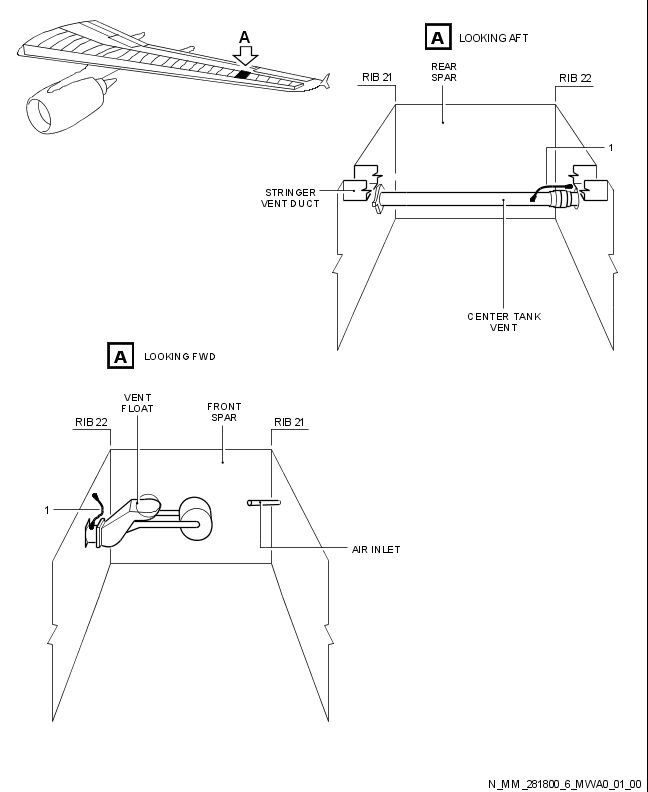 A
A LOOKING AFT
RIB 21
REAR
SPAR
RIB 22
1
STRINGER
VENT DUCT
CENTER TANK
VENT
A LOOKING FWD
VENT
FLOAT
FRONT
SPAR
RIB 22
RIB 21
1
AIR INLET
N_MM_281800_6_MWA0_01_00